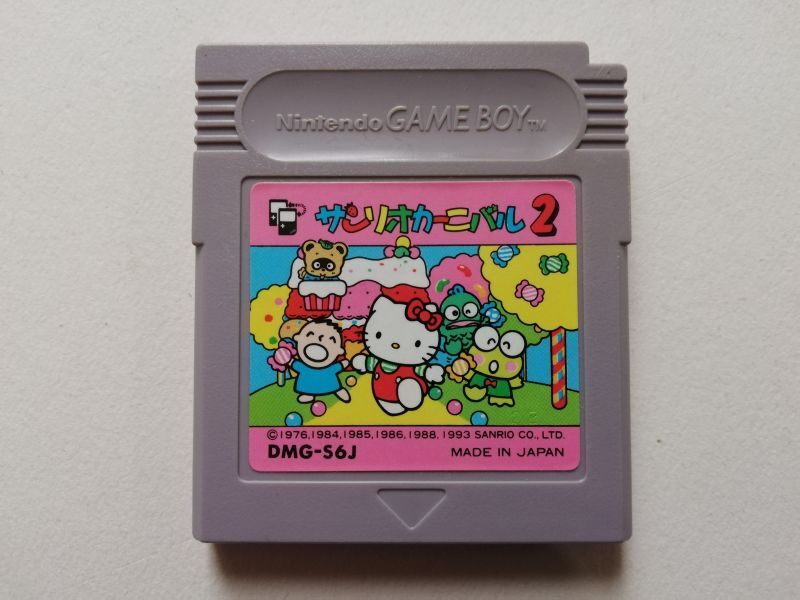 Nintendo GAME BOY TM
サンリオカーニバル2
©1976,1984,1985,1986,1988,1993 SANRIO CO., LTD.
DMG-S6J MADE IN JAPAN